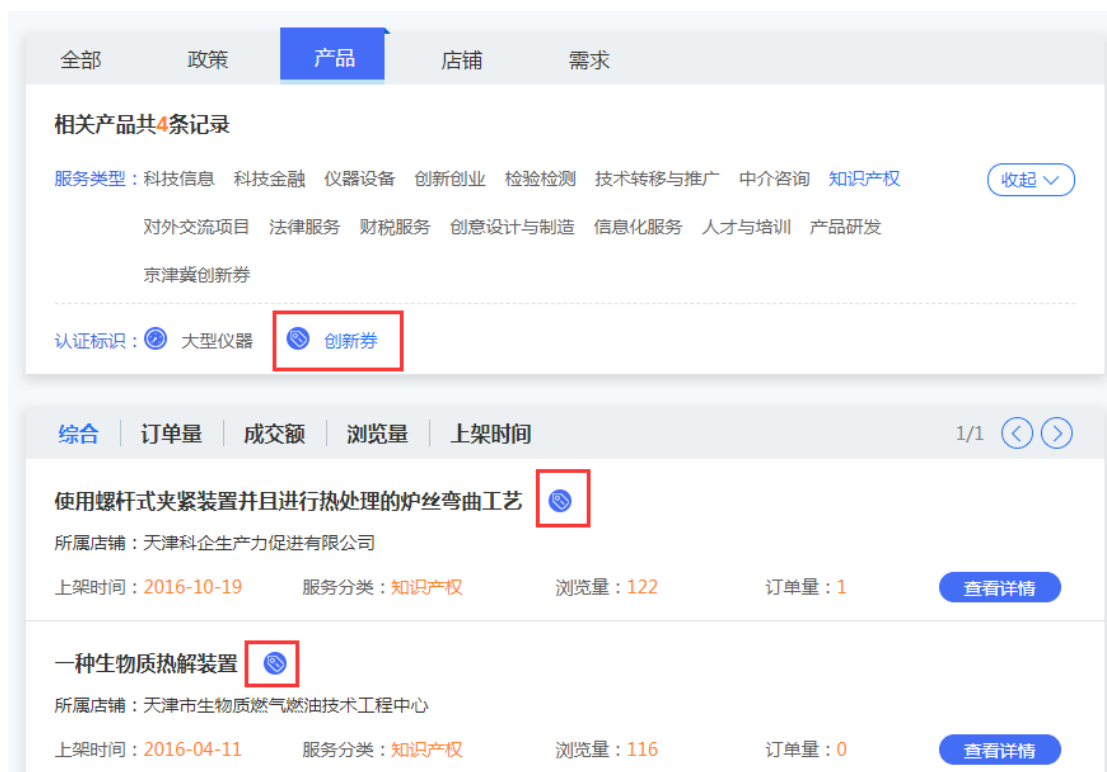 全部 政策 产品 店铺 需求
相关产品共4条记录
服务类型：科技信息 科技金融 仪器设备 创新创业 检验检测 技术转移与推广 中介咨询 知识产权 收起
对外交流项目 法律服务 财税服务 创意设计与制造 信息化服务 人才与培训 产品研发
京津冀创新券
认证标识： 大型仪器 创新券
综合 订单量 成交额 浏览量 上架时间 1/1
使用螺杆式夹紧装置并且进行热处理的炉丝弯曲工艺
所属店铺：天津科企生产力促进有限公司
上架时间：2016-10-19 服务分类：知识产权 浏览量：122 订单量：1 查看详情
一种生物质热解装置
所属店铺：天津市生物质燃气燃油技术工程中心
上架时间：2016-04-11 服务分类：知识产权 浏览量：116 订单量：0 查看详情